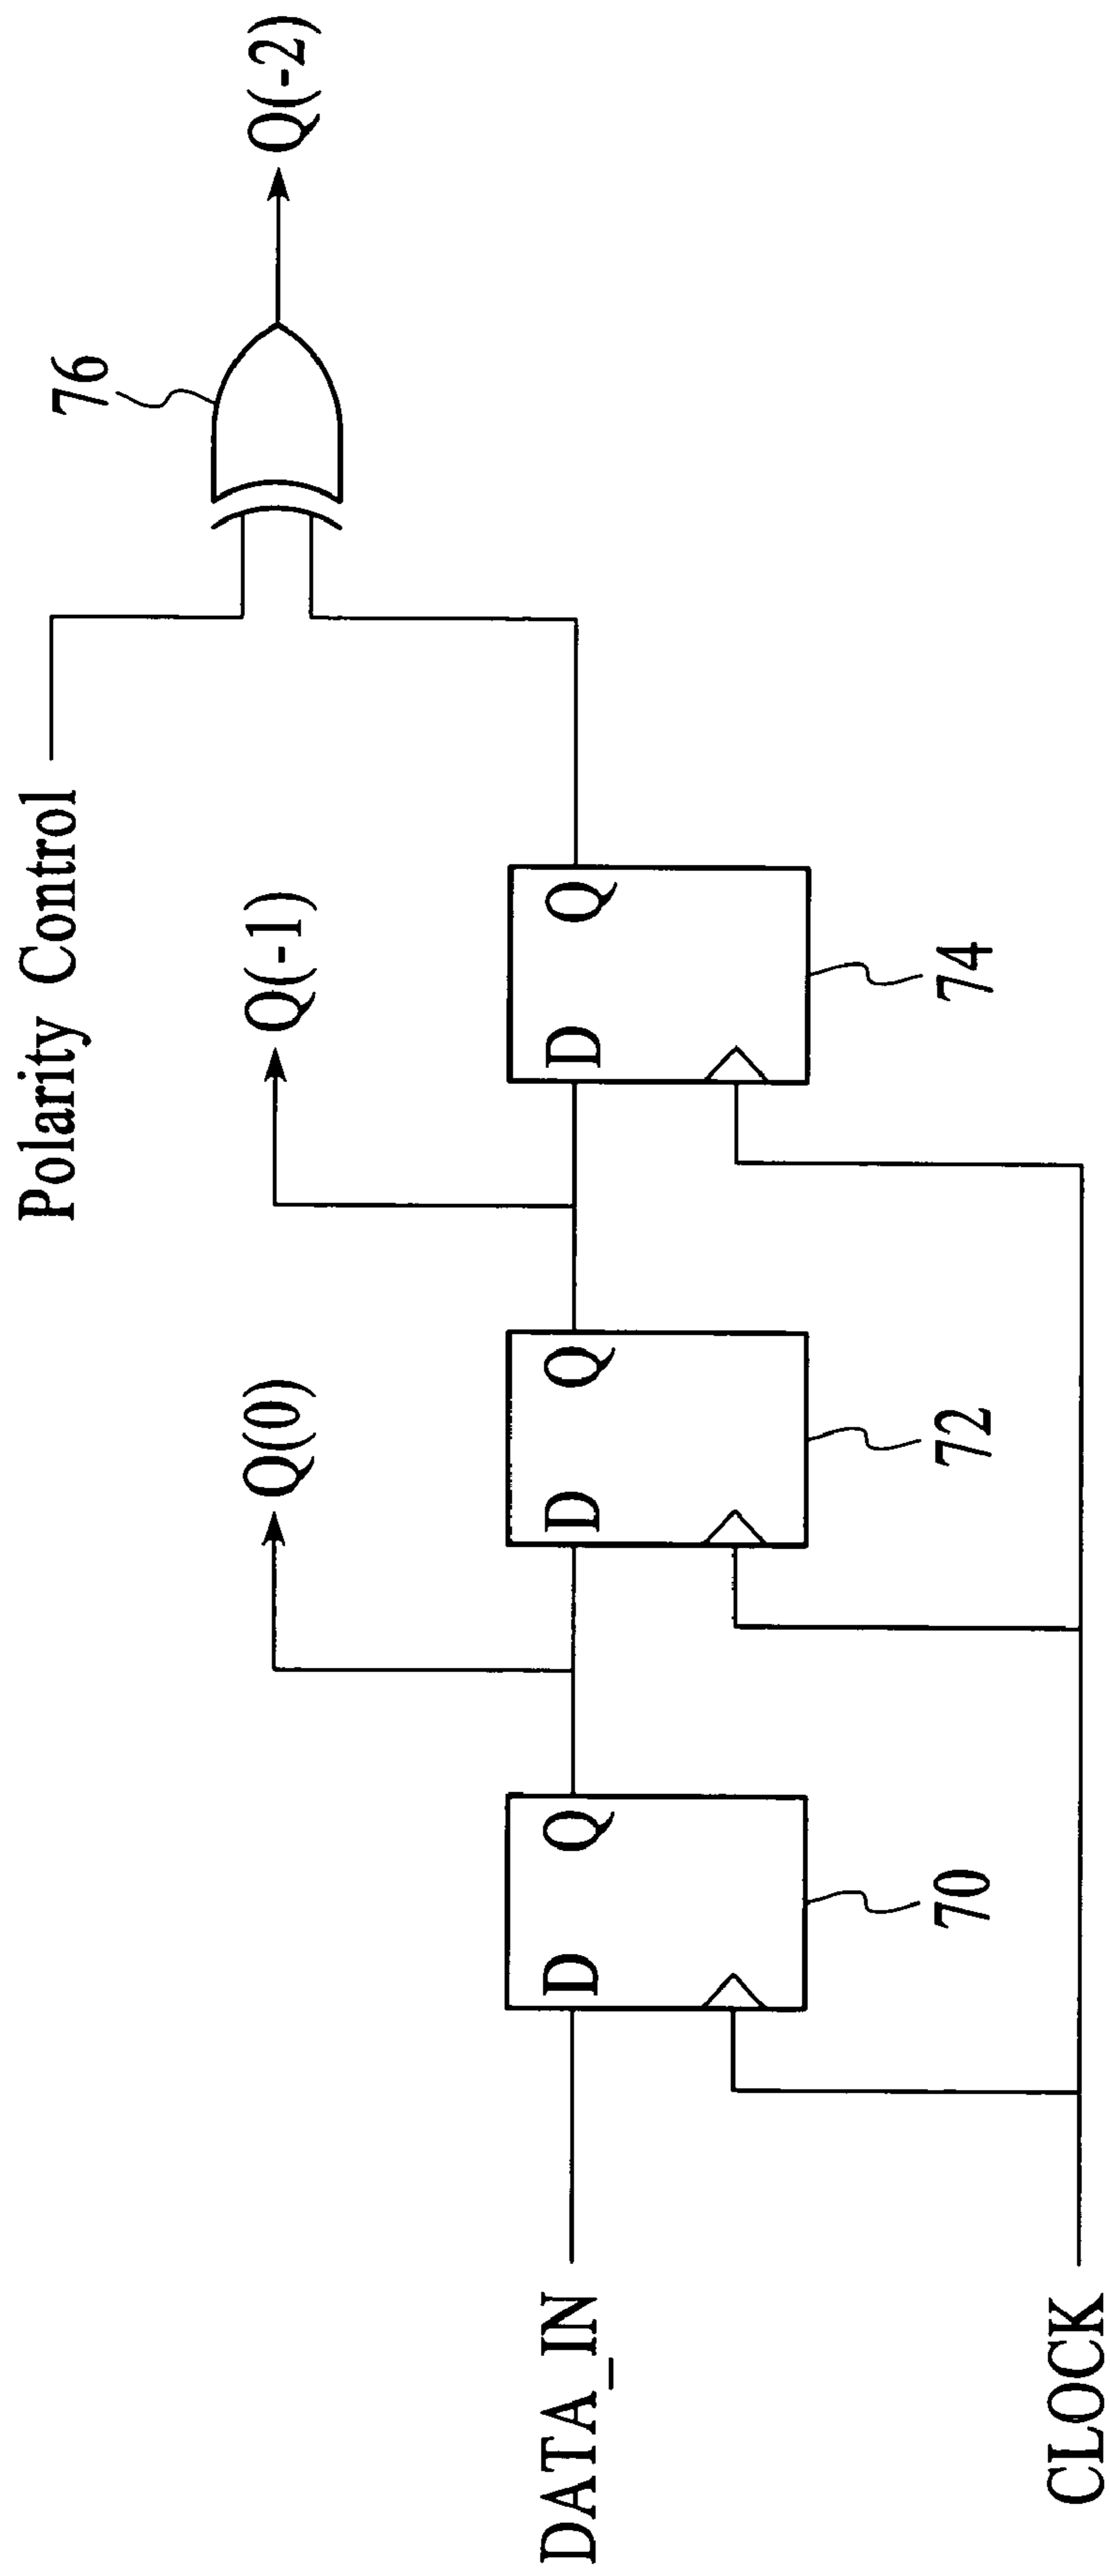 Polarity Control
76
Q(0)
Q(-1)
Q(-2)
DATA_IN
D
Q
D
Q
D
Q
70
72
74
CLOCK